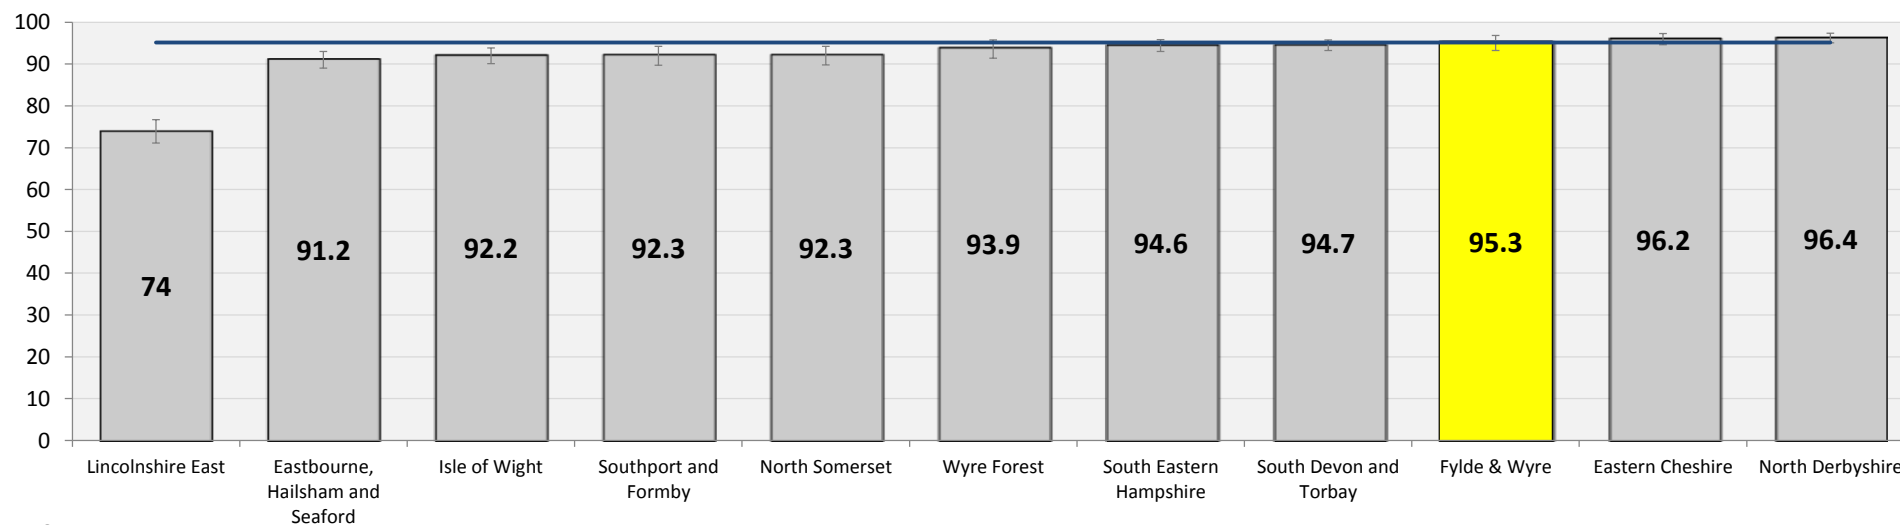 100
90
80
70
60
50
40
30
20
10
0
74
91.2
92.2
92.3
92.3
93.9
94.6
94.7
95.3
96.2
96.4
Lincolnshire East
Eastbourne,
Hailsham and
Seaford
Isle of Wight
Southport and
Formby
North Somerset
Wyre Forest
South Eastern
Hampshire
South Devon and
Torbay
Fylde & Wyre
Eastern Cheshire
North Derbyshire